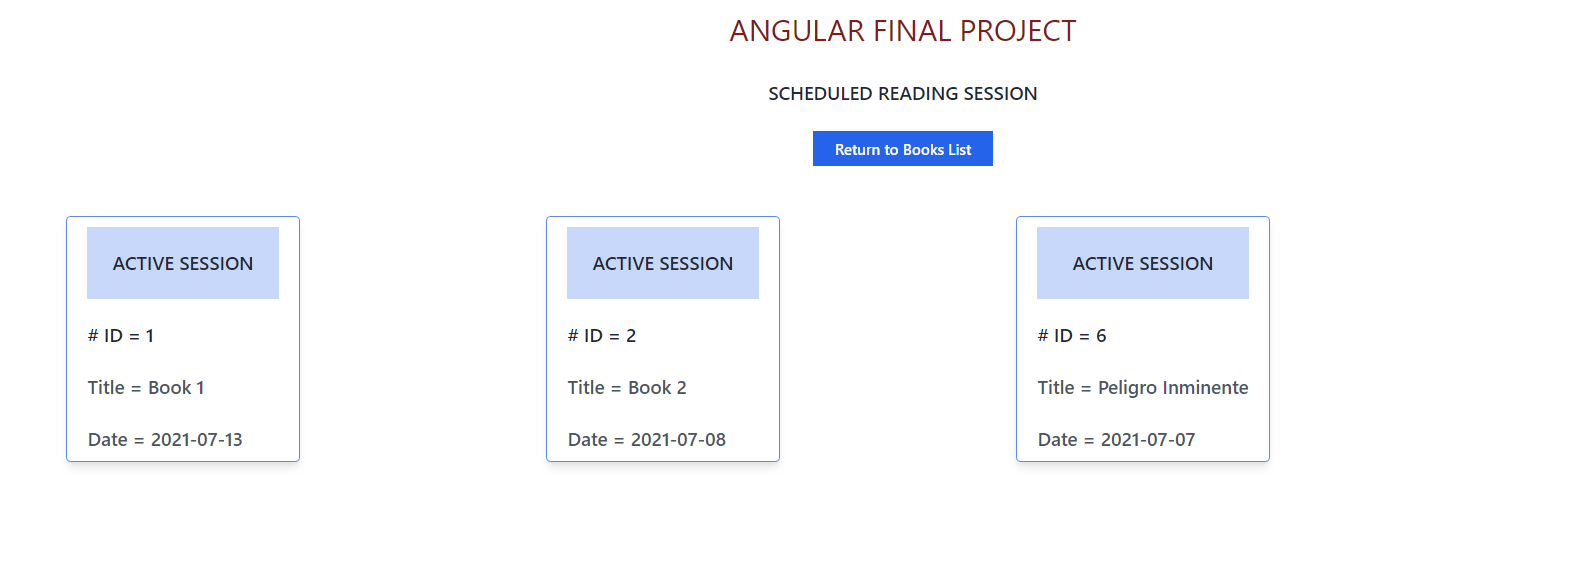 ANGULAR FINAL PROJECT
SCHEDULED READING SESSION
Return to Books List
ACTIVE SESSION
# ID = 1
Title = Book 1
Date = 2021-07-13
ACTIVE SESSION
# ID = 2
Title = Book 2
Date = 2021-07-08
ACTIVE SESSION
# ID = 6
Title = Peligro Inminente
Date = 2021-07-07